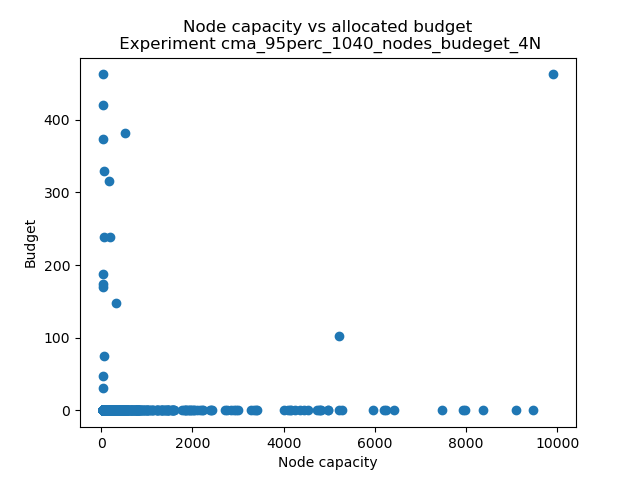 Node capacity vs allocated budget
Experiment cma_95perc_1040_nodes_budeget_4N
400
300
200
100
0
Budget
0 2000 4000 6000 8000 10000
Node capacity